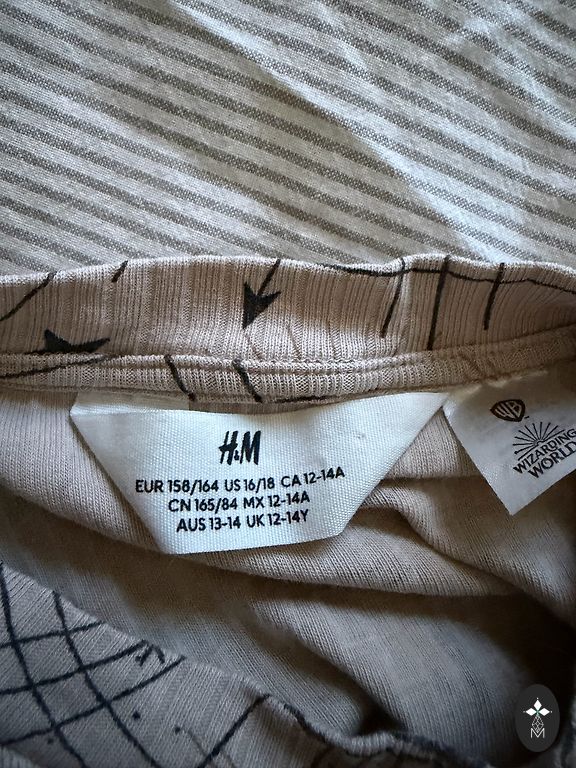 H&M
EUR 158/164 US 16/18 CA 12-14A
CN 165/84 MX 12-14A
AUS 13-14 UK 12-14Y
WB
WIZARDING
WORLD
M